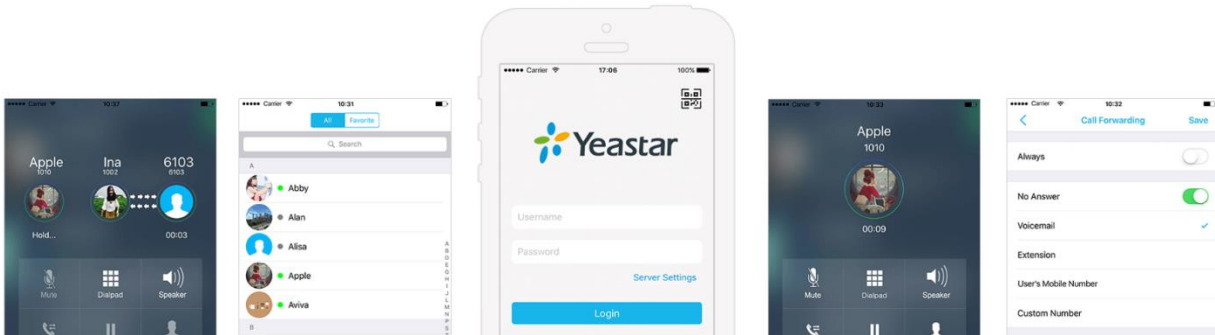 Carrier 10:37
Apple Ina 6103
1010 1002 6103
Hold... 00:03
Mute Dialpad Speaker
Carrier 10:31
All Favorite
Search
A
Abby
Alan
Alisa
Apple
Aviva
B
Carrier 17:06 100%
Yeastar
Username
Password
Server Settings
Login
Carrier 10:33
Apple
1010
00:09
Mute Dialpad Speaker
Carrier 10:32
Call Forwarding Save
Always
No Answer
Voicemail
Extension
User's Mobile Number
Custom Number